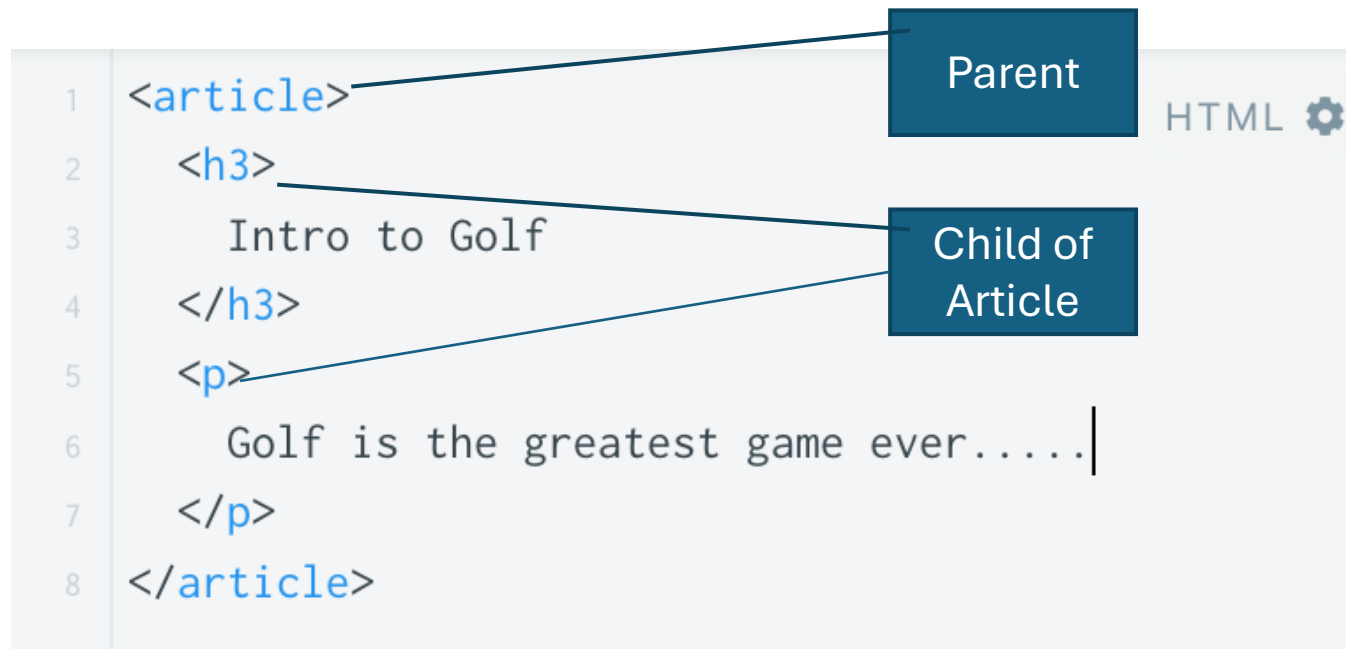 Parent
HTML
1 <article>
2 <h3>
3 Intro to Golf
4 </h3>
5 <p>
6 Golf is the greatest game ever.....
7 </p>
8 </article>
Child of
Article